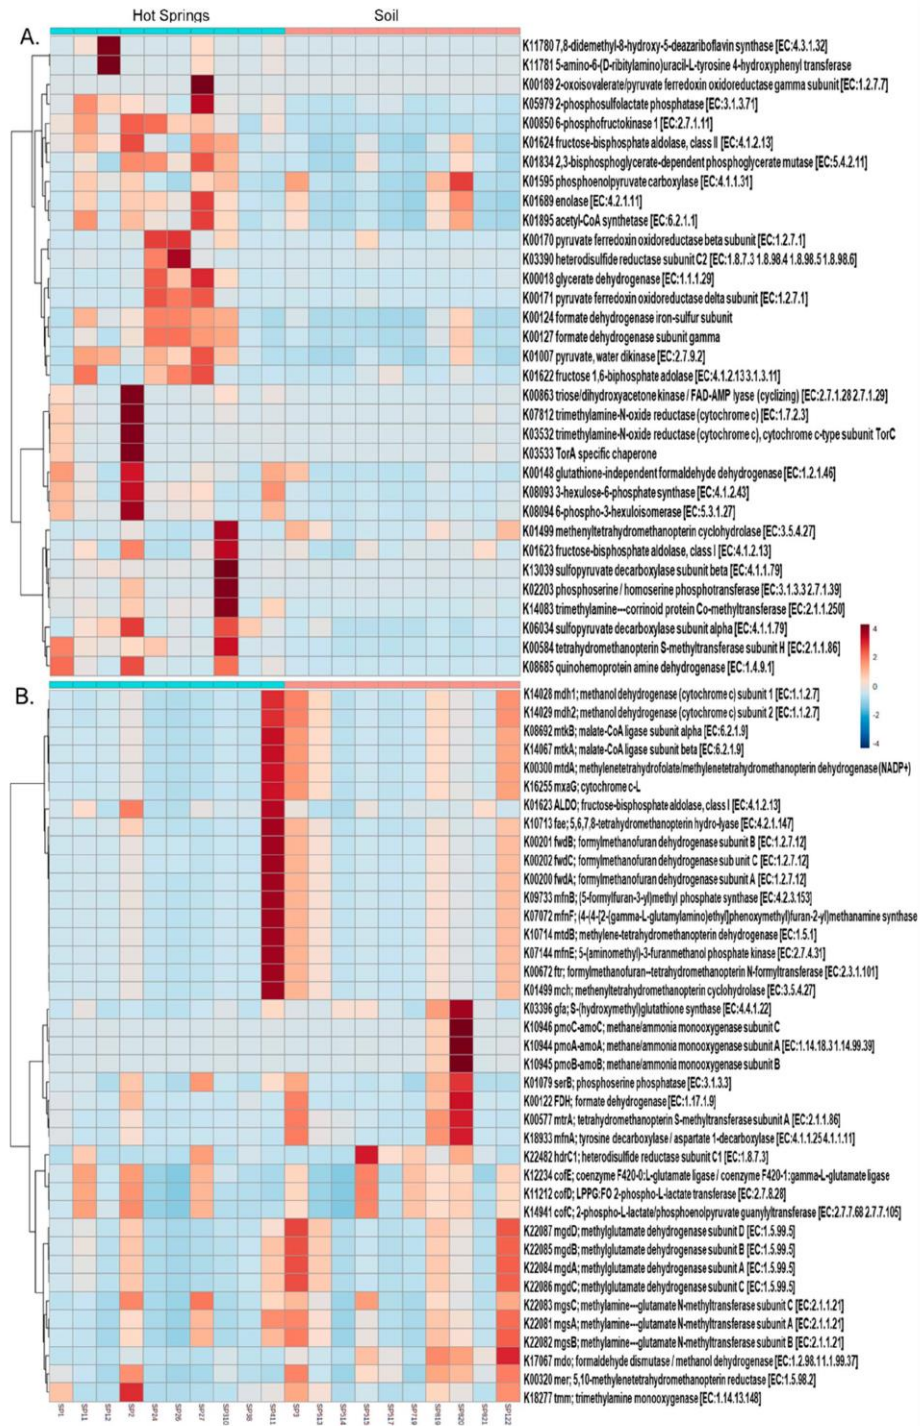 Hot Springs Soil
A.
K11780 7,8-didemethyl-8-hydroxy-5-deazariboflavin synthase [EC:4.3.1.32]
K11781 5-amino-6-(D-ribitylamino)uracil-L-tyrosine 4-hydroxyphenyl transferase
K00189 2-oxoisovalerate/pyruvate ferredoxin oxidoreductase gamma subunit [EC:1.2.7.7]
K05979 2-phosphosulfolactate phosphatase [EC:3.1.3.71]
K00850 6-phosphofructokinase 1 [EC:2.7.1.11]
K01624 fructose-bisphosphate aldolase, class II [EC:4.1.2.13]
K01834 2,3-bisphosphoglycerate-dependent phosphoglycerate mutase [EC:5.4.2.11]
K01595 phosphoenolpyruvate carboxylase [EC:4.1.1.31]
K01689 enolase [EC:4.2.1.11]
K01895 acetyl-CoA synthetase [EC:6.2.1.1]
K00170 pyruvate ferredoxin oxidoreductase beta subunit [EC:1.2.7.1]
K03390 heterodisulfide reductase subunit C2 [EC:1.8.7.3 1.8.98.4 1.8.98.5 1.8.98.6]
K00018 glycerate dehydrogenase [EC:1.1.1.29]
K00171 pyruvate ferredoxin oxidoreductase delta subunit [EC:1.2.7.1]
K00124 formate dehydrogenase iron-sulfur subunit
K00127 formate dehydrogenase subunit gamma
K01007 pyruvate, water dikinase [EC:2.7.9.2]
K01622 fructose 1,6-biphosphate adolase [EC:4.1.2.13 3.1.3.11]
K00863 triose/dihydroxyacetone kinase / FAD-AMP lyase (cyclizing) [EC:2.7.1.28 2.7.1.29]
K07812 trimethylamine-N-oxide reductase (cytochrome c) [EC:1.7.2.3]
K03532 trimethylamine-N-oxide reductase (cytochrome c), cytochrome c-type subunit TorC
K03533 TorA specific chaperone
K00148 glutathione-independent formaldehyde dehydrogenase [EC:1.2.1.46]
K08093 3-hexulose-6-phosphate synthase [EC:4.1.2.43]
K08094 6-phospho-3-hexuloisomerase [EC:5.3.1.27]
K01499 methenyltetrahydromethanopterin cyclohydrolase [EC:3.5.4.27]
K01623 fructose-bisphosphate aldolase, class I [EC:4.1.2.13]
K13039 sulfopyruvate decarboxylase subunit beta [EC:4.1.1.79]
K02203 phosphoserine / homoserine phosphotransferase [EC:3.1.3.3 2.7.1.39]
K14083 trimethylamine---corrinoid protein Co-methyltransferase [EC:2.1.1.250]
K06034 sulfopyruvate decarboxylase subunit alpha [EC:4.1.1.79]
K00584 tetrahydromethanopterin S-methyltransferase subunit H [EC:2.1.1.86]
K08685 quinohemoprotein amine dehydrogenase [EC:1.4.9.1]
4
2
0
-2
-4
B.
K14028 mdh1; methanol dehydrogenase (cytochrome c) subunit 1 [EC:1.1.2.7]
K14029 mdh2; methanol dehydrogenase (cytochrome c) subunit 2 [EC:1.1.2.7]
K08692 mtkB; malate-CoA ligase subunit alpha [EC:6.2.1.9]
K14067 mtkA; malate-CoA ligase subunit beta [EC:6.2.1.9]
K00300 mtdA; methylenetetrahydrofolate/methylenetetrahydromethanopterin dehydrogenase (NADP+)
K16255 mxaG; cytochrome c-L
K01623 ALDO; fructose-bisphosphate aldolase, class I [EC:4.1.2.13]
K10713 fae; 5,6,7,8-tetrahydromethanopterin hydro-lyase [EC:4.2.1.147]
K00201 fwdB; formylmethanofuran dehydrogenase subunit B [EC:1.2.7.12]
K00202 fwdC; formylmethanofuran dehydrogenase subunit C [EC:1.2.7.12]
K00200 fwdA; formylmethanofuran dehydrogenase subunit A [EC:1.2.7.12]
K09733 mfnB; (5-formylfuran-3-yl)methyl phosphate synthase [EC:4.2.3.153]
K07072 mfnF; (4-(4-[2-(gamma-L-glutamylamino)ethyl]phenoxymethyl)furan-2-yl)methanamine synthase
K10714 mtdB; methylene-tetrahydromethanopterin dehydrogenase [EC:1.5.1]
K07144 mfnE; 5-(aminomethyl)-3-furanmethanol phosphate kinase [EC:2.7.4.31]
K00672 ftr; formylmethanofuran--tetrahydromethanopterin N-formyltransferase [EC:2.3.1.101]
K01499 mch; methenyltetrahydromethanopterin cyclohydrolase [EC:3.5.4.27]
K03396 gfa; S-(hydroxymethyl)glutathione synthase [EC:4.4.1.22]
K10946 pmoC-amoC; methane/ammonia monooxygenase subunit C
K10944 pmoA-amoA; methane/ammonia monooxygenase subunit A [EC:1.14.18.3 1.14.99.39]
K10945 pmoB-amoB; methane/ammonia monooxygenase subunit B
K01079 serB; phosphoserine phosphatase [EC:3.1.3.3]
K00122 FDH; formate dehydrogenase [EC:1.17.1.9]
K00577 mtrA; tetrahydromethanopterin S-methyltransferase subunit A [EC:2.1.1.86]
K18933 mfnA; tyrosine decarboxylase / aspartate 1-decarboxylase [EC:4.1.1.25 4.1.1.11]
K22482 hdrC1; heterodisulfide reductase subunit C1 [EC:1.8.7.3]
K12234 cofE; coenzyme F420-0:L-glutamate ligase / coenzyme F420-1:gamma-L-glutamate ligase
K11212 cofD; LPPG:FO 2-phospho-L-lactate transferase [EC:2.7.8.28]
K14941 cofC; 2-phospho-L-lactate/phosphoenolpyruvate guanylyltransferase [EC:2.7.7.68 2.7.7.105]
K22087 mgdD; methylglutamate dehydrogenase subunit D [EC:1.5.99.5]
K22085 mgdB; methylglutamate dehydrogenase subunit B [EC:1.5.99.5]
K22084 mgdA; methylglutamate dehydrogenase subunit A [EC:1.5.99.5]
K22086 mgdC; methylglutamate dehydrogenase subunit C [EC:1.5.99.5]
K22083 mgsC; methylamine---glutamate N-methyltransferase subunit C [EC:2.1.1.21]
K22081 mgsA; methylamine---glutamate N-methyltransferase subunit A [EC:2.1.1.21]
K22082 mgsB; methylamine---glutamate N-methyltransferase subunit B [EC:2.1.1.21]
K17067 mdo; formaldehyde dismutase / methanol dehydrogenase [EC:1.2.98.1 1.1.99.37]
K00320 mer; 5,10-methylenetetrahydromethanopterin reductase [EC:1.5.98.2]
K18277 tmm; trimethylamine monooxygenase [EC:1.14.13.148]
SP1 SP11 SP12 SP2 SP24 SP26 SP27 SP310 SP38 SP411 SP3 SP513 SP514 SP515 SP517 SP719 SP819 SP820 SP821 SP122